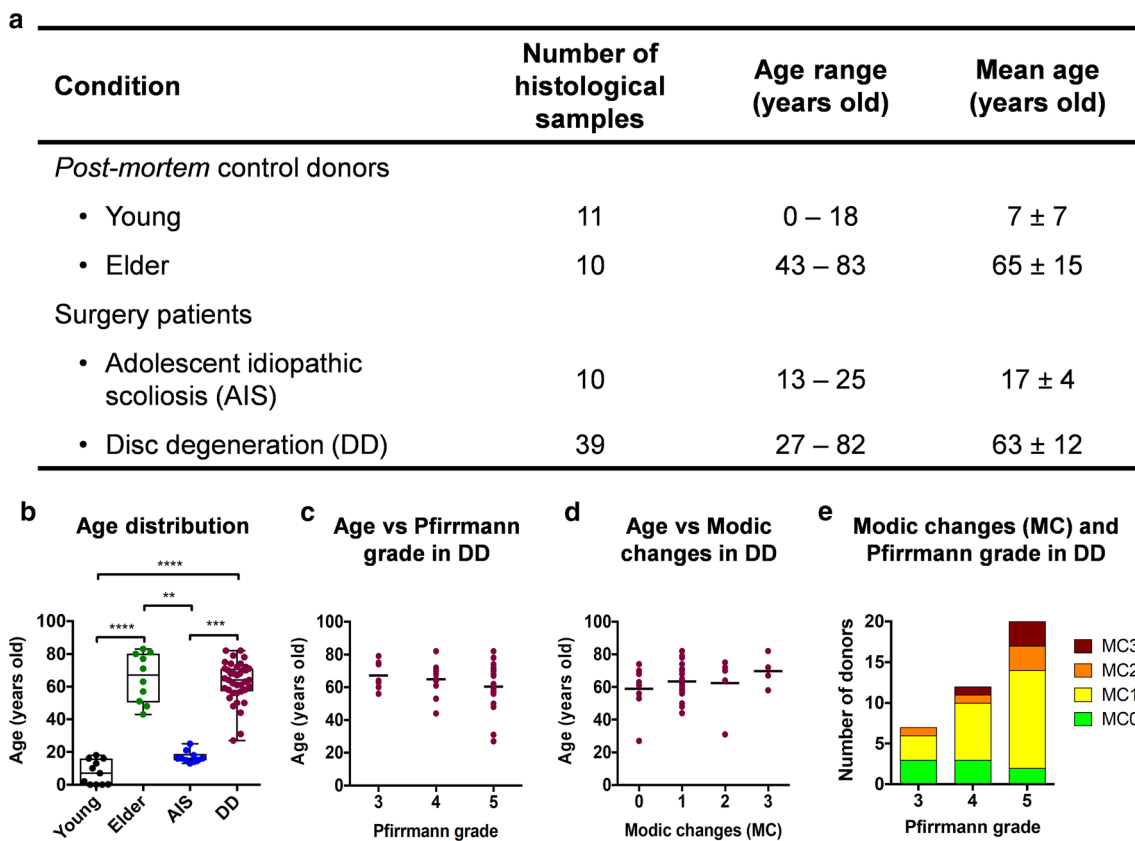 a
Condition
Number of
histological
samples
Age range
(years old)
Mean age
(years old)
Post-mortem control donors
• Young 11 0 – 18 7 ± 7
• Elder 10 43 – 83 65 ± 15
Surgery patients
• Adolescent idiopathic
scoliosis (AIS) 10 13 – 25 17 ± 4
• Disc degeneration (DD) 39 27 – 82 63 ± 12
b
Age distribution
****
**
****
***
100
80
60
40
20
0
Age (years old)
Young
Elder
AIS
DD
c
Age vs Pfirrmann
grade in DD
100
80
60
40
20
0
Age (years old)
3 4 5
Pfirrmann grade
d
Age vs Modic
changes in DD
100
80
60
40
20
0
Age (years old)
0 1 2 3
Modic changes (MC)
e
Modic changes (MC) and
Pfirrmann grade in DD
20
15
10
5
0
Number of donors
3 4 5
Pfirrmann grade
MC3
MC2
MC1
MC0